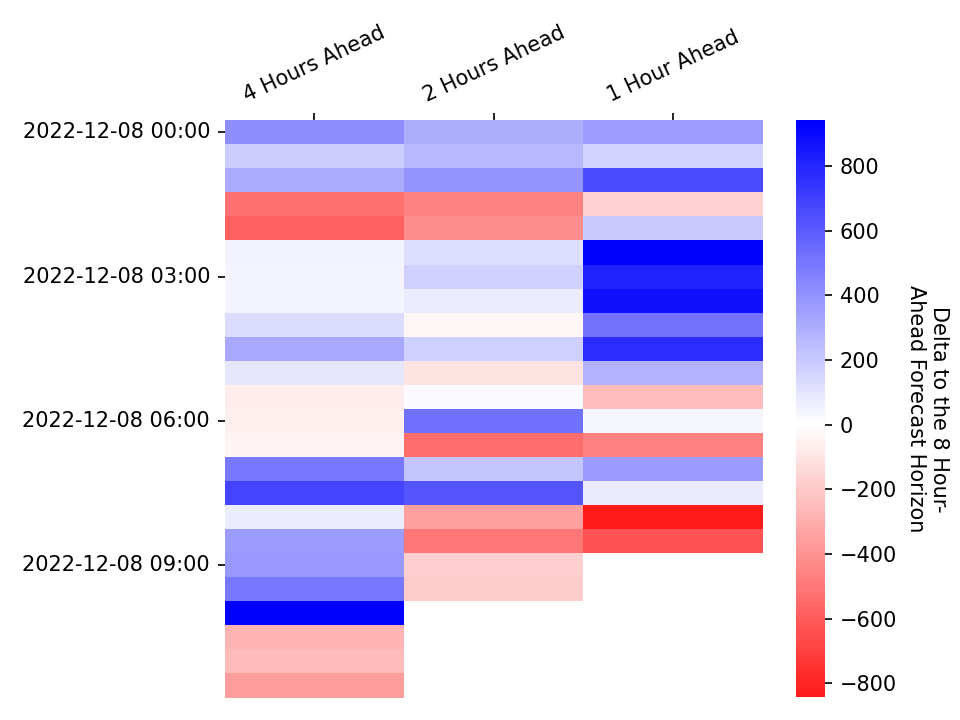 4 Hours Ahead
2 Hours Ahead
1 Hour Ahead
2022-12-08 00:00
2022-12-08 03:00
2022-12-08 06:00
2022-12-08 09:00
800
600
400
200
0
−200
−400
−600
−800
Delta to the 8 Hour-
Ahead Forecast Horizon